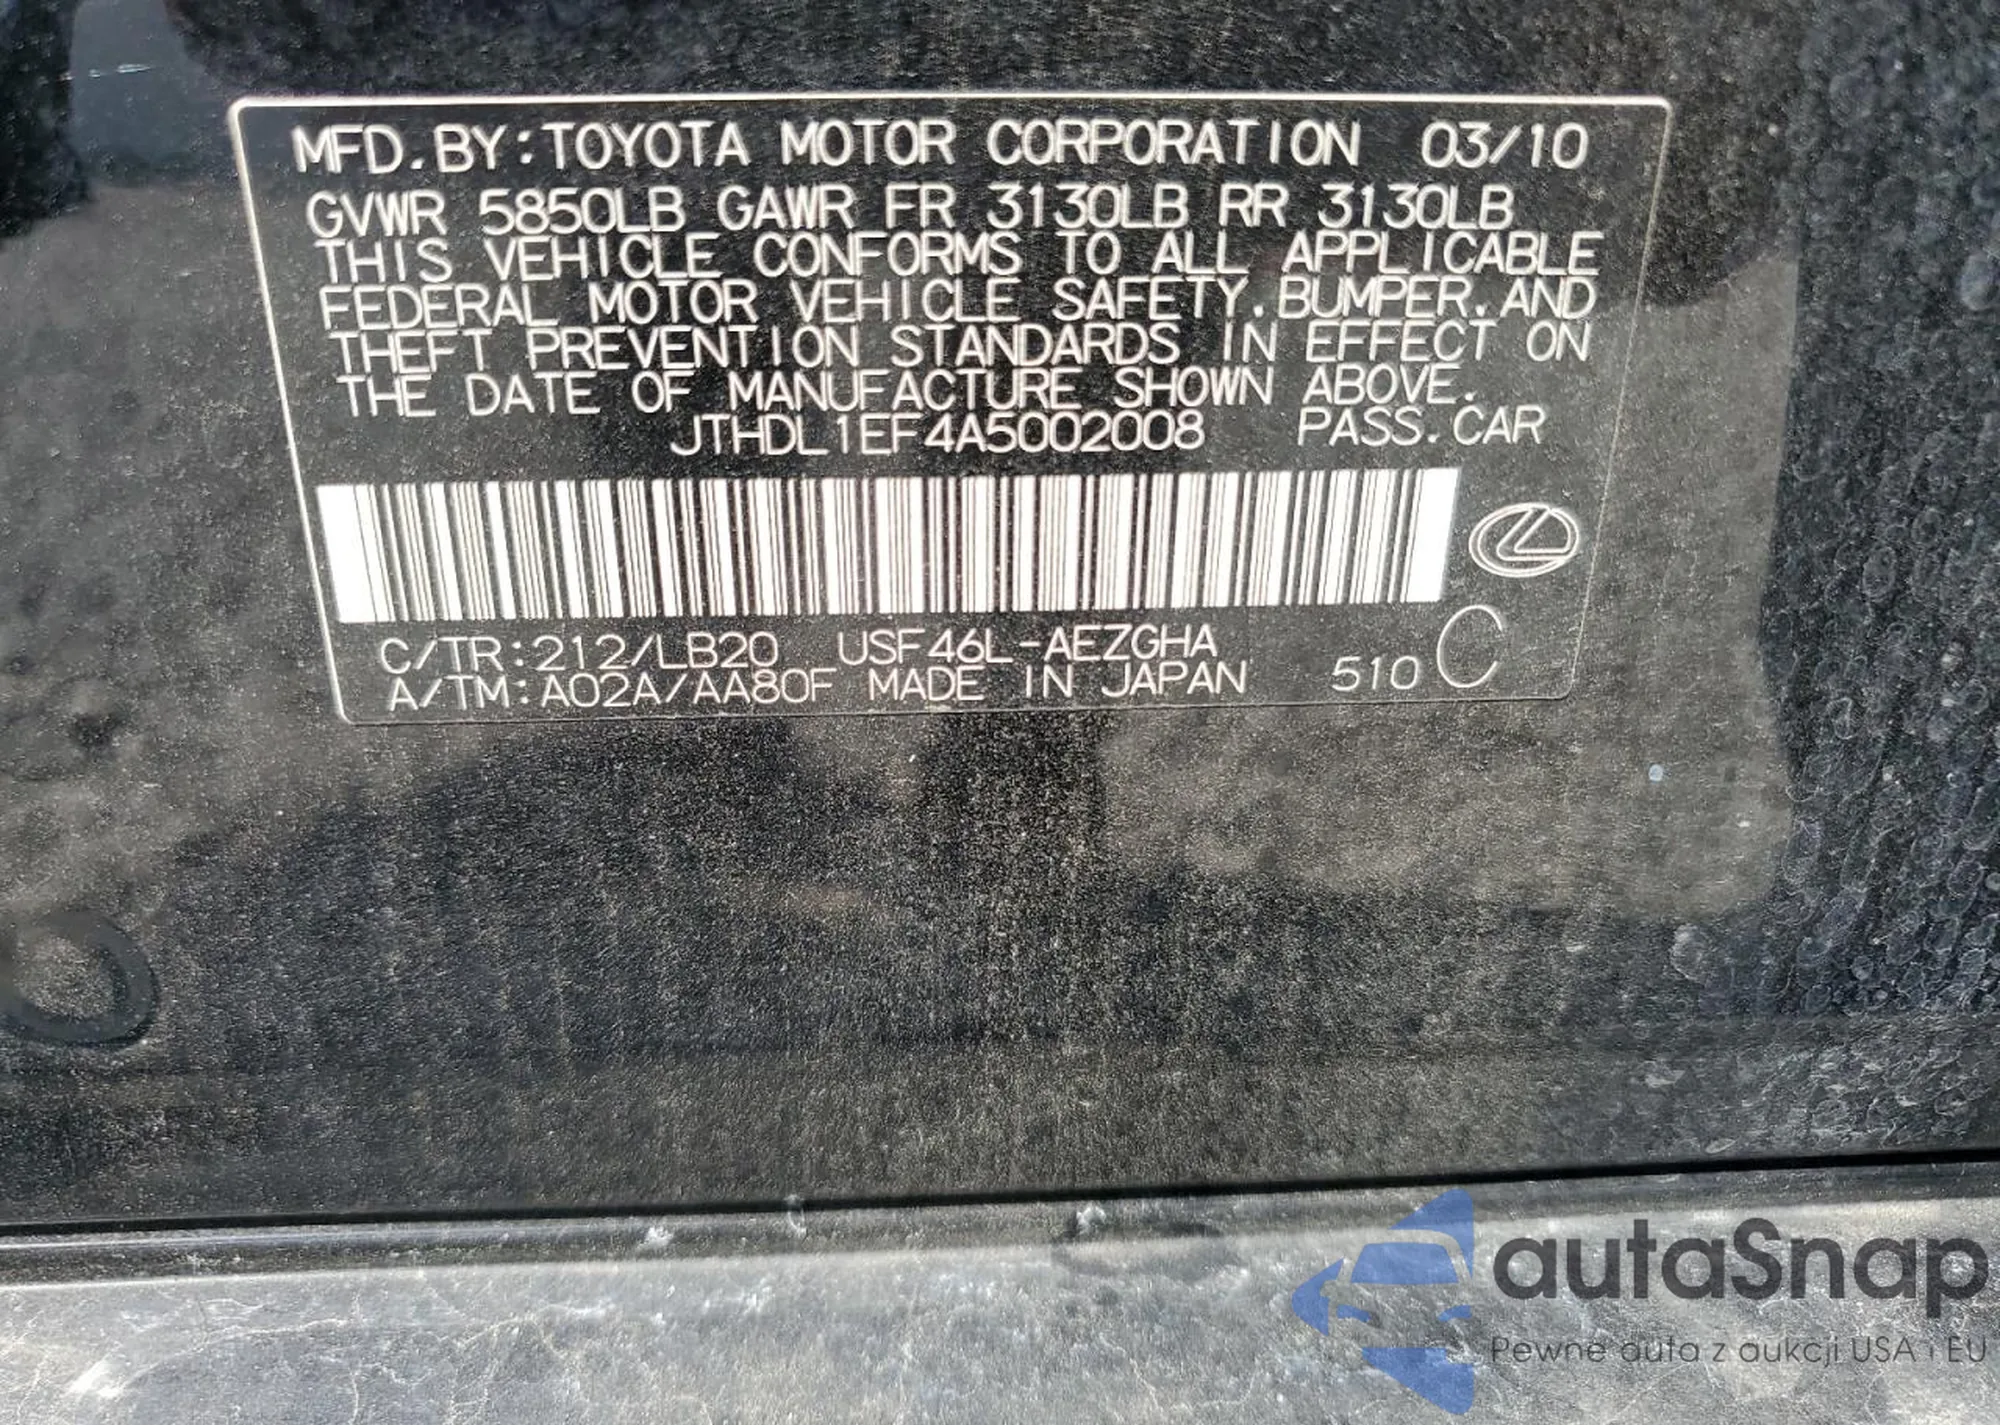 MFD.BY:TOYOTA MOTOR CORPORATION 03/10
GVWR 5850LB GAWR FR 3130LB RR 3130LB
THIS VEHICLE CONFORMS TO ALL APPLICABLE
FEDERAL MOTOR VEHICLE SAFETY.BUMPER.AND
THEFT PREVENTION STANDARDS IN EFFECT ON
THE DATE OF MANUFACTURE SHOWN ABOVE.
JTHDL1EF4A5002008 PASS.CAR
C/TR:212/LB20 USF46L-AEZGHA
A/TM:A02A/AA80F MADE IN JAPAN 510 C
autaSnap
Pewne auta z aukcji USA i EU